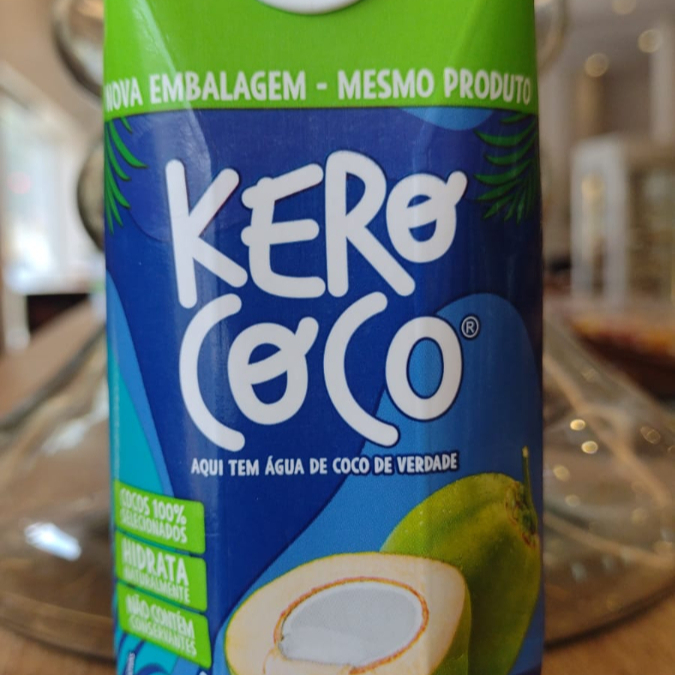 NOVA EMBALAGEM - MESMO PRODUTO
KERO
COCO®
AQUI TEM ÁGUA DE COCO DE VERDADE
COCOS 100%
SELECIONADOS
HIDRATA
NATURALMENTE
NÃO CONTÉM
CONSERVANTES